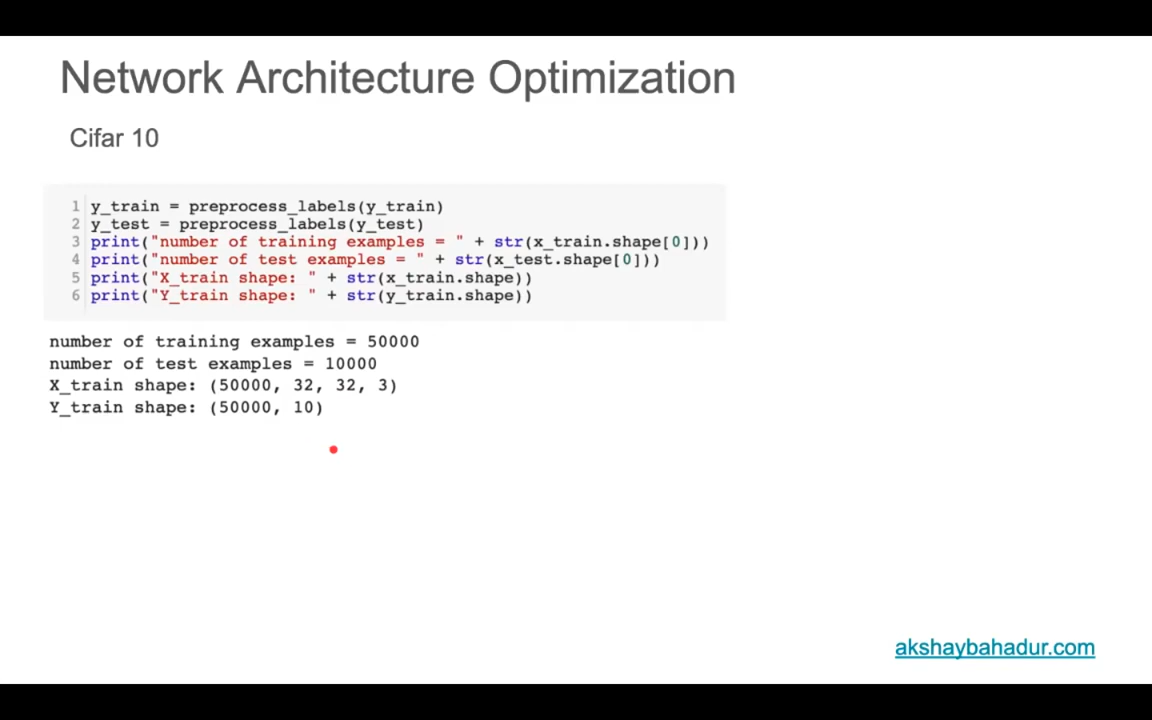 Network Architecture Optimization
Cifar 10
1 y_train = preprocess_labels(y_train)
2 y_test = preprocess_labels(y_test)
3 print("number of training examples = " + str(x_train.shape[0]))
4 print("number of test examples = " + str(x_test.shape[0]))
5 print("X_train shape: " + str(x_train.shape))
6 print("Y_train shape: " + str(y_train.shape))
number of training examples = 50000
number of test examples = 10000
X_train shape: (50000, 32, 32, 3)
Y_train shape: (50000, 10)
akshaybahadur.com